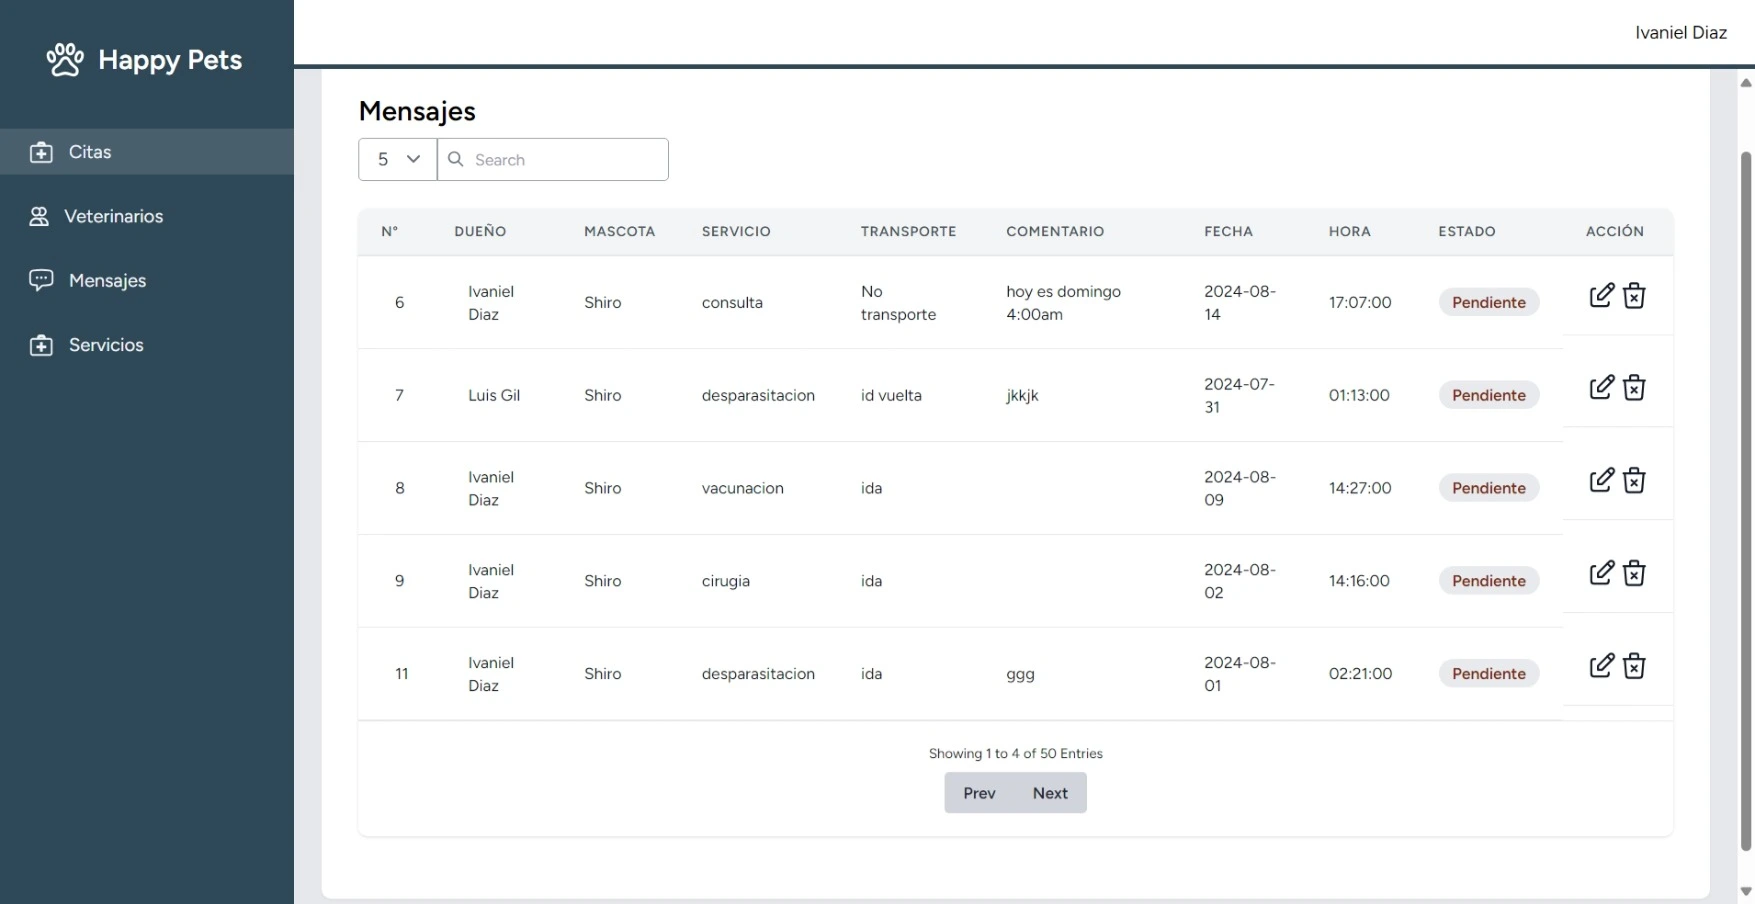 Happy Pets
Ivaniel Diaz
Citas
Veterinarios
Mensajes
Servicios
Mensajes
5
Search
N° DUEÑO MASCOTA SERVICIO TRANSPORTE COMENTARIO FECHA HORA ESTADO ACCIÓN
6 Ivaniel Diaz Shiro consulta No transporte hoy es domingo 4:00am 2024-08-14 17:07:00 Pendiente
7 Luis Gil Shiro desparasitacion id vuelta jkkjk 2024-07-31 01:13:00 Pendiente
8 Ivaniel Diaz Shiro vacunacion ida 2024-08-09 14:27:00 Pendiente
9 Ivaniel Diaz Shiro cirugia ida 2024-08-02 14:16:00 Pendiente
11 Ivaniel Diaz Shiro desparasitacion ida ggg 2024-08-01 02:21:00 Pendiente
Showing 1 to 4 of 50 Entries
Prev Next